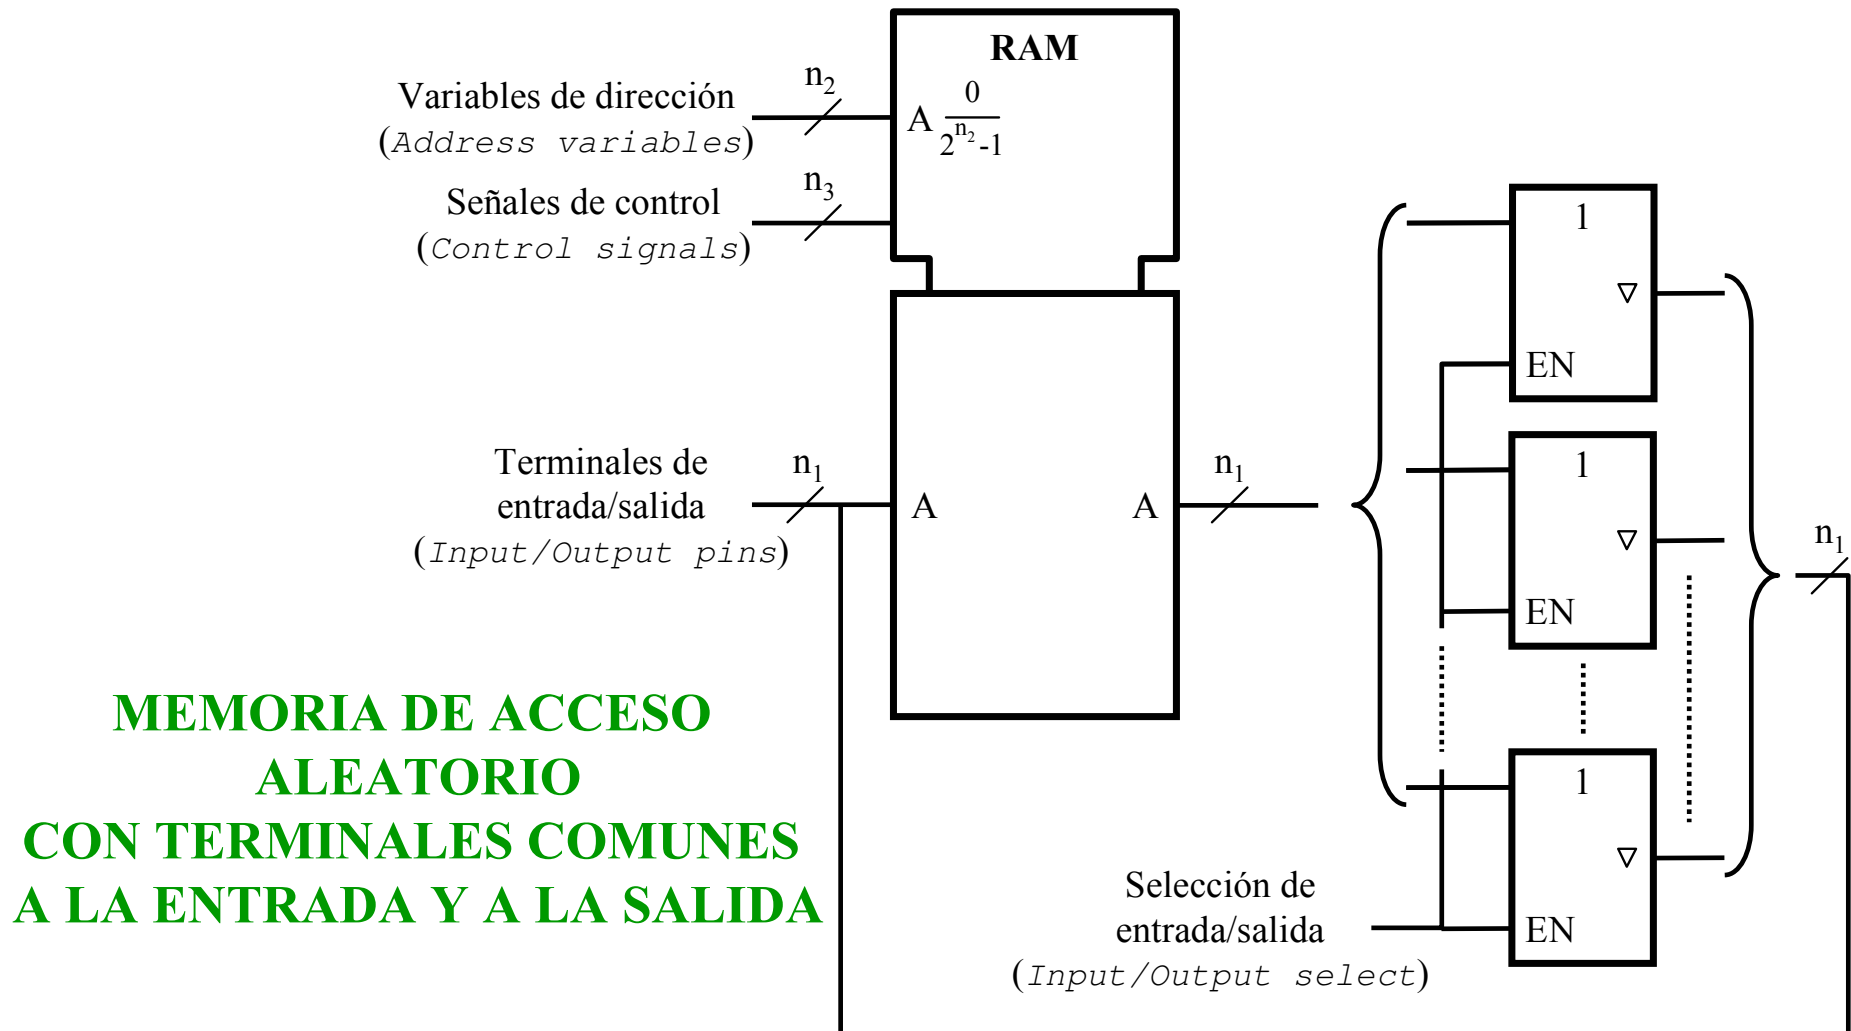 RAM
n₂
Variables de dirección
(Address variables)
A 0
2^n₂-1
n₃
Señales de control
(Control signals)
1
EN
Terminales de
entrada/salida
(Input/Output pins)
n₁
A
A
n₁
1
EN
n₁
MEMORIA DE ACCESO
ALEATORIO
CON TERMINALES COMUNES
A LA ENTRADA Y A LA SALIDA
1
EN
Selección de
entrada/salida
(Input/Output select)